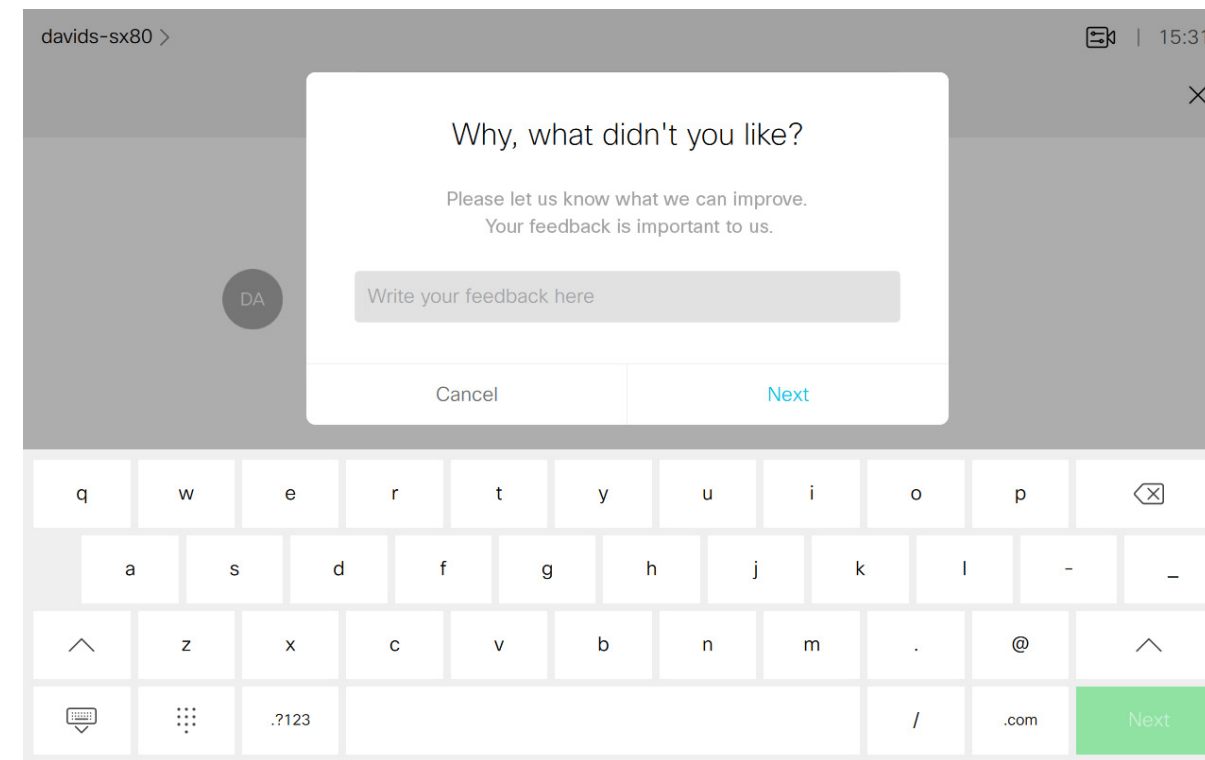 davids-sx80 >
| 15:31
Why, what didn't you like?
Please let us know what we can improve.
Your feedback is important to us.
DA
Write your feedback here
Cancel
Next
q w e r t y u i o p
a s d f g h j k l - _
z x c v b n m . @
.?123 / .com Next